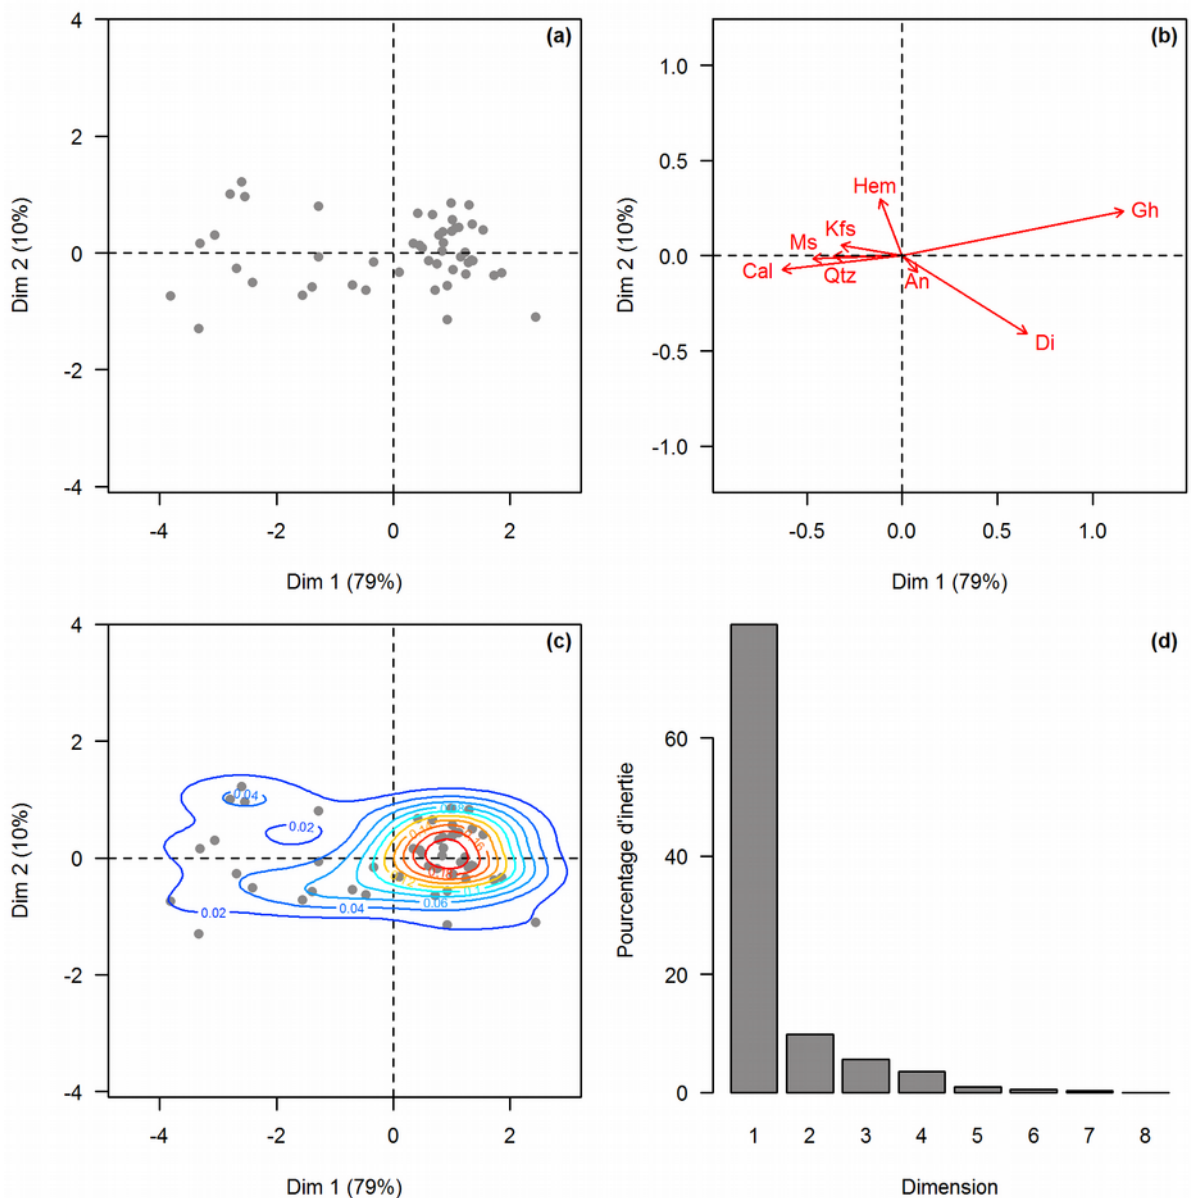 (a)
4
2
0
-2
-4
Dim 2 (10%)
-4 -2 0 2
Dim 1 (79%)
(b)
1.0
0.5
0.0
-0.5
-1.0
Dim 2 (10%)
Hem
Gh
Kfs
Ms
Cal
Qtz
An
Di
-0.5 0.0 0.5 1.0
Dim 1 (79%)
(c)
4
2
0
-2
-4
Dim 2 (10%)
0.04
0.02
0.02
0.04
0.06
-4 -2 0 2
Dim 1 (79%)
(d)
60
40
20
0
Pourcentage d'inertie
1 2 3 4 5 6 7 8
Dimension